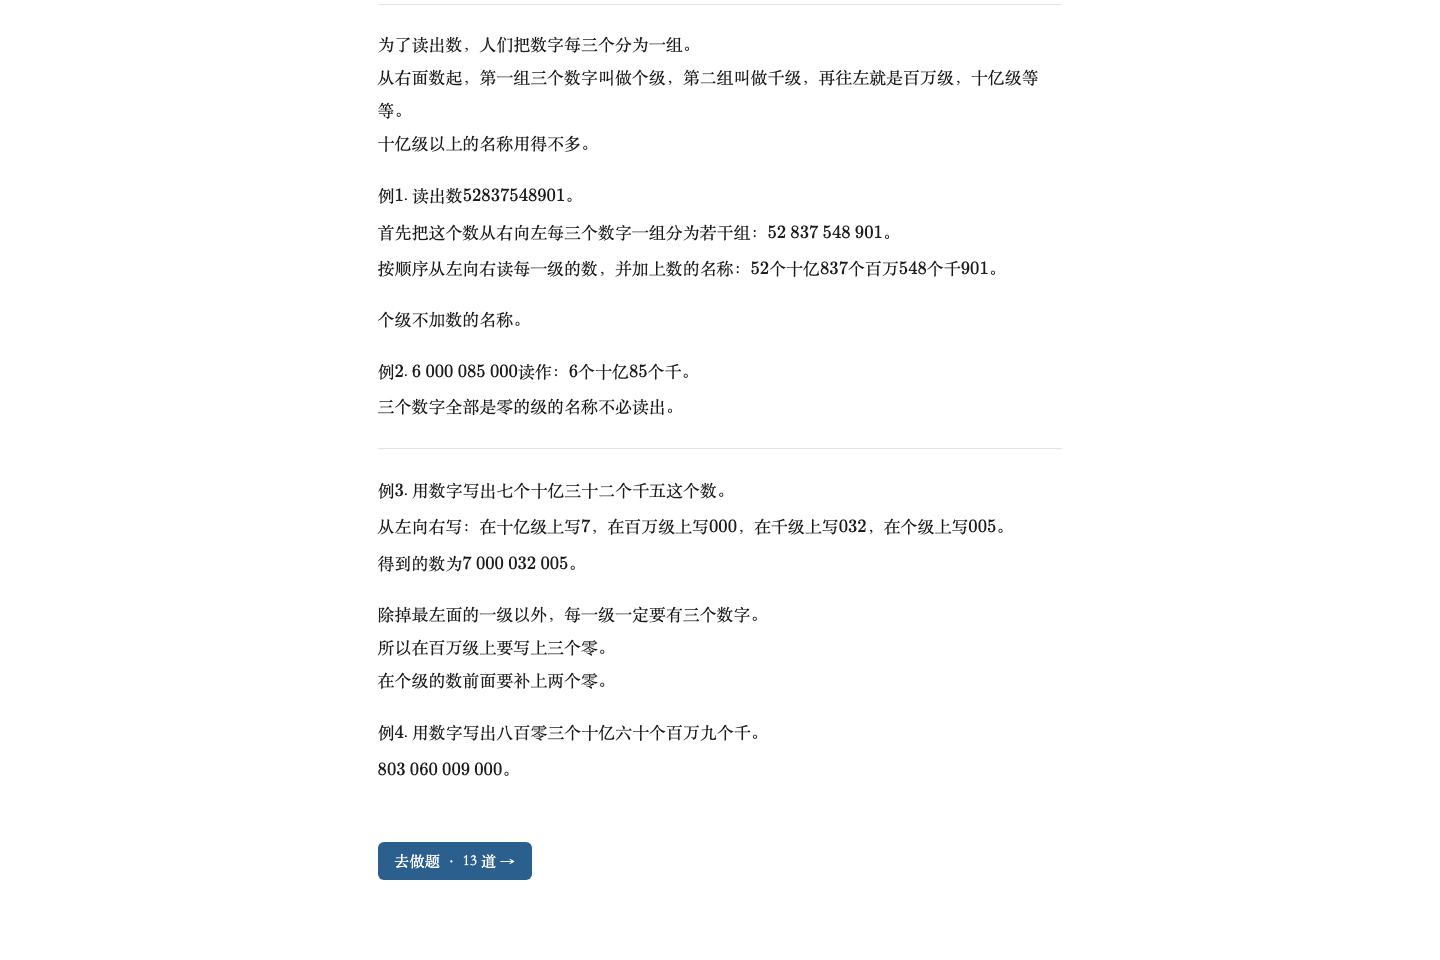 为了读出数，人们把数字每三个分为一组。
从右面数起，第一组三个数字叫做个级，第二组叫做千级，再往左就是百万级，十亿级等
等。
十亿级以上的名称用得不多。
例1. 读出数52837548901。
首先把这个数从右向左每三个数字一组分为若干组：52 837 548 901。
按顺序从左向右读每一级的数，并加上数的名称：52个十亿837个百万548个千901。
个级不加数的名称。
例2. 6 000 085 000读作：6个十亿85个千。
三个数字全部是零的级的名称不必读出。
例3. 用数字写出七个十亿三十二个千五这个数。
从左向右写：在十亿级上写7，在百万级上写000，在千级上写032，在个级上写005。
得到的数为7 000 032 005。
除掉最左面的一级以外，每一级一定要有三个数字。
所以在百万级上要写上三个零。
在个级的数前面要补上两个零。
例4. 用数字写出八百零三个十亿六十个百万九个千。
803 060 009 000。
去做题 · 13 道 →